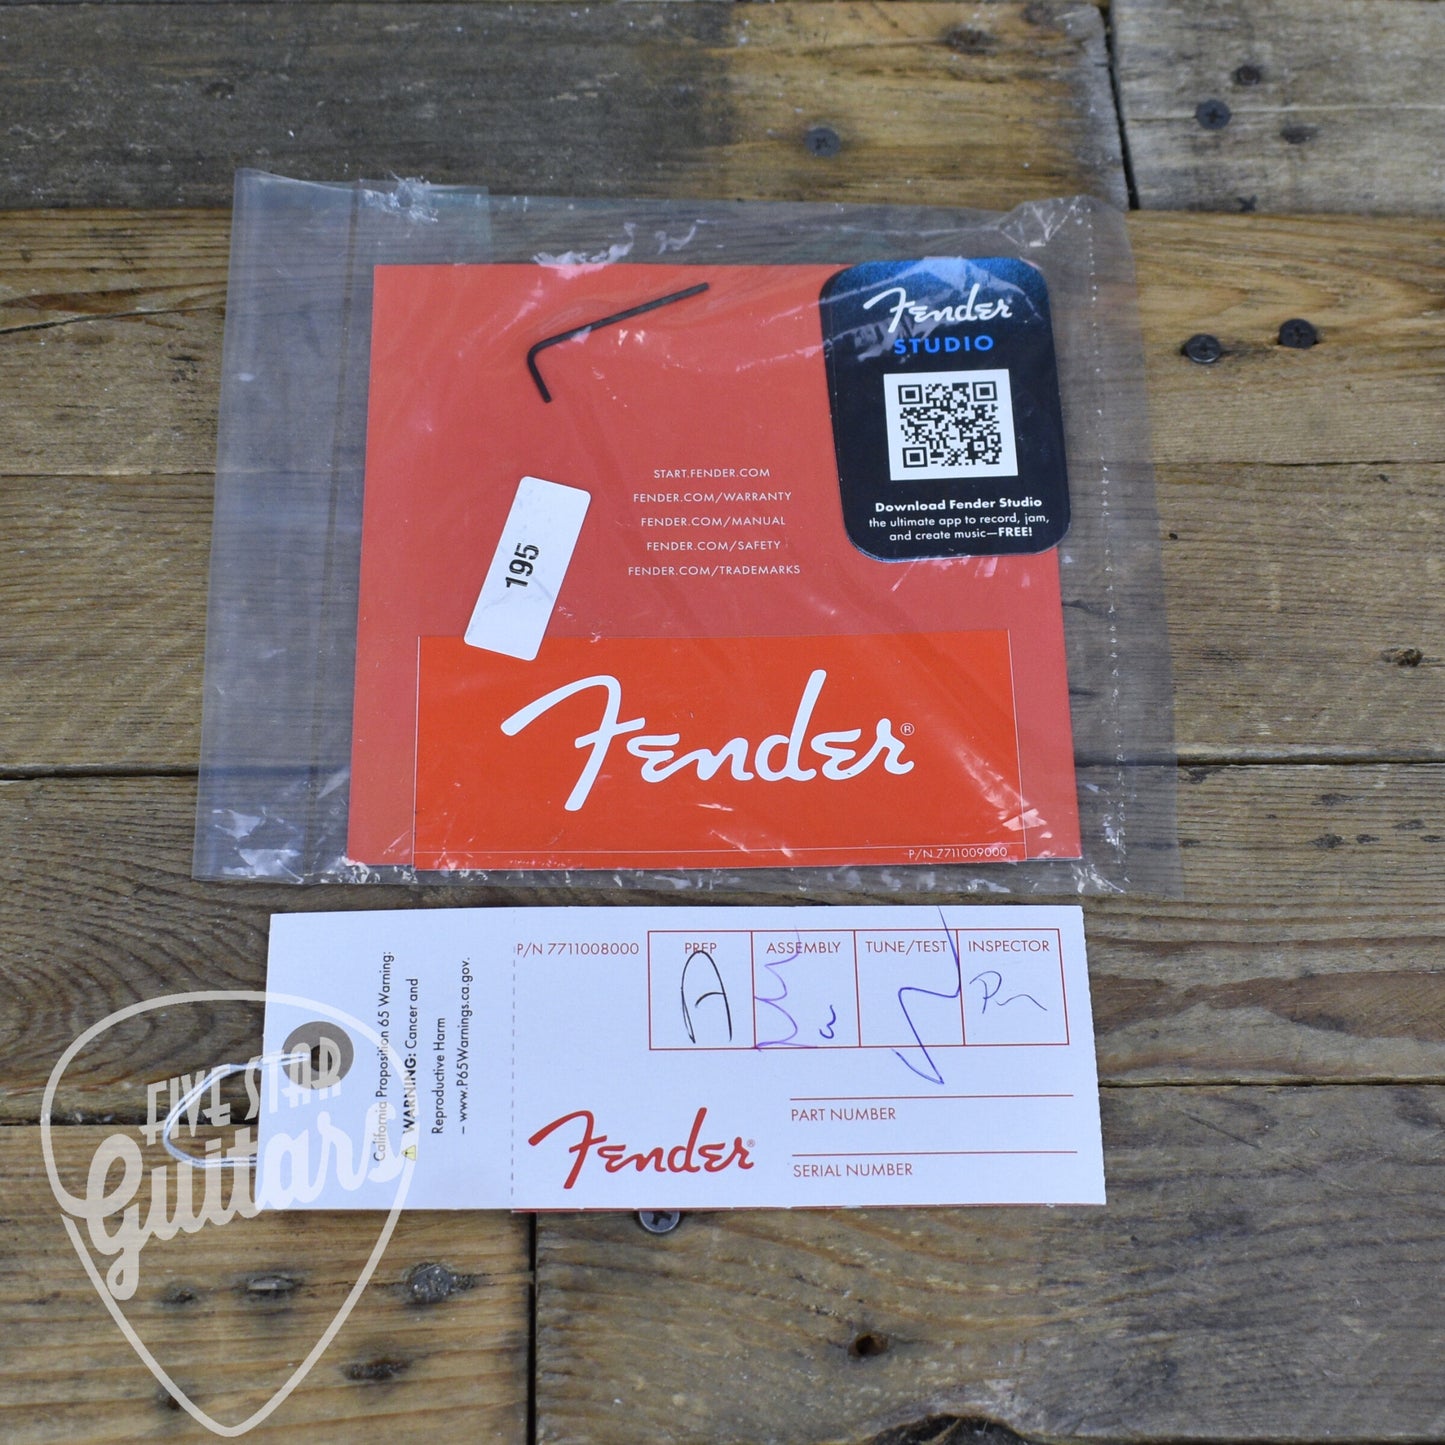 Fender
STUDIO
Download Fender Studio
the ultimate app to record, jam,
and create music—FREE!
START.FENDER.COM
FENDER.COM/WARRANTY
FENDER.COM/MANUAL
FENDER.COM/SAFETY
FENDER.COM/TRADEMARKS
195
Fender®
P/N 7711009000
California Proposition 65 Warning:
⚠ WARNING: Cancer and
Reproductive Harm
– www.P65Warnings.ca.gov.
P/N 7711008000
PREP
ASSEMBLY
TUNE/TEST
INSPECTOR
Fender®
PART NUMBER
SERIAL NUMBER
FIVE STAR
Guitars